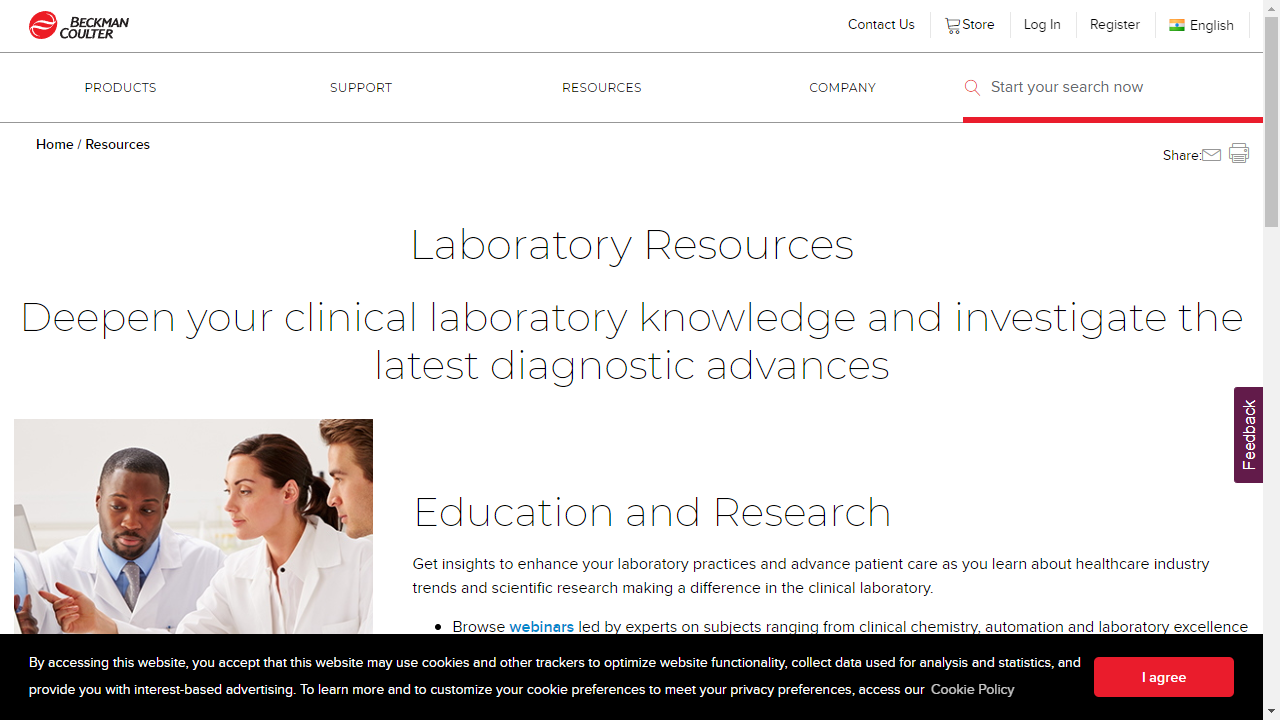 BECKMAN
COULTER
Contact Us
Store
Log In
Register
English
PRODUCTS
SUPPORT
RESOURCES
COMPANY
Start your search now
Home / Resources
Share:
Laboratory Resources
Deepen your clinical laboratory knowledge and investigate the
latest diagnostic advances
Feedback
Education and Research
Get insights to enhance your laboratory practices and advance patient care as you learn about healthcare industry
trends and scientific research making a difference in the clinical laboratory.
Browse webinars led by experts on subjects ranging from clinical chemistry, automation and laboratory excellence
By accessing this website, you accept that this website may use cookies and other trackers to optimize website functionality, collect data used for analysis and statistics, and
provide you with interest-based advertising. To learn more and to customize your cookie preferences to meet your privacy preferences, access our Cookie Policy
I agree